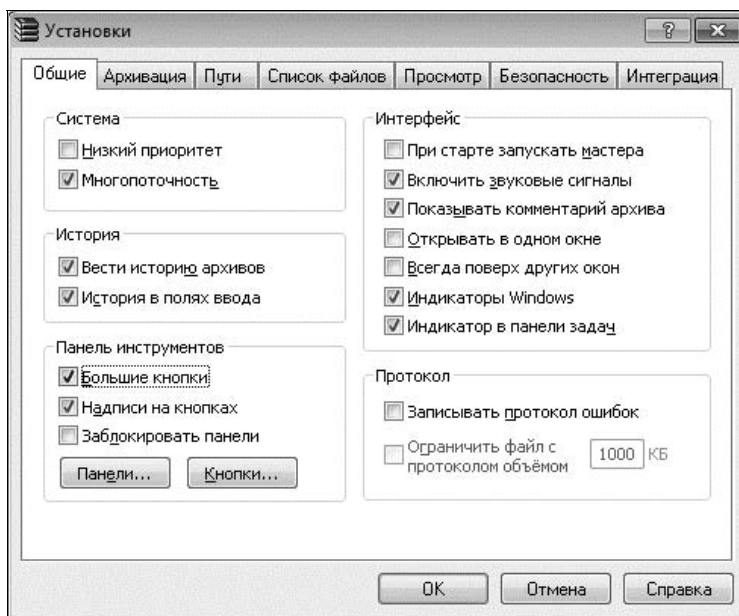 Установки
Общие Архивация Пути Список файлов Просмотр Безопасность Интеграция
Система
Низкий приоритет
Многопоточность
История
Вести историю архивов
История в полях ввода
Панель инструментов
Большие кнопки
Надписи на кнопках
Заблокировать панели
Панели... Кнопки...
Интерфейс
При старте запускать мастера
Включить звуковые сигналы
Показывать комментарий архива
Открывать в одном окне
Всегда поверх других окон
Индикаторы Windows
Индикатор в панели задач
Протокол
Записывать протокол ошибок
Ограничить файл с
протоколом объёмом 1000 КБ
ОК Отмена Справка